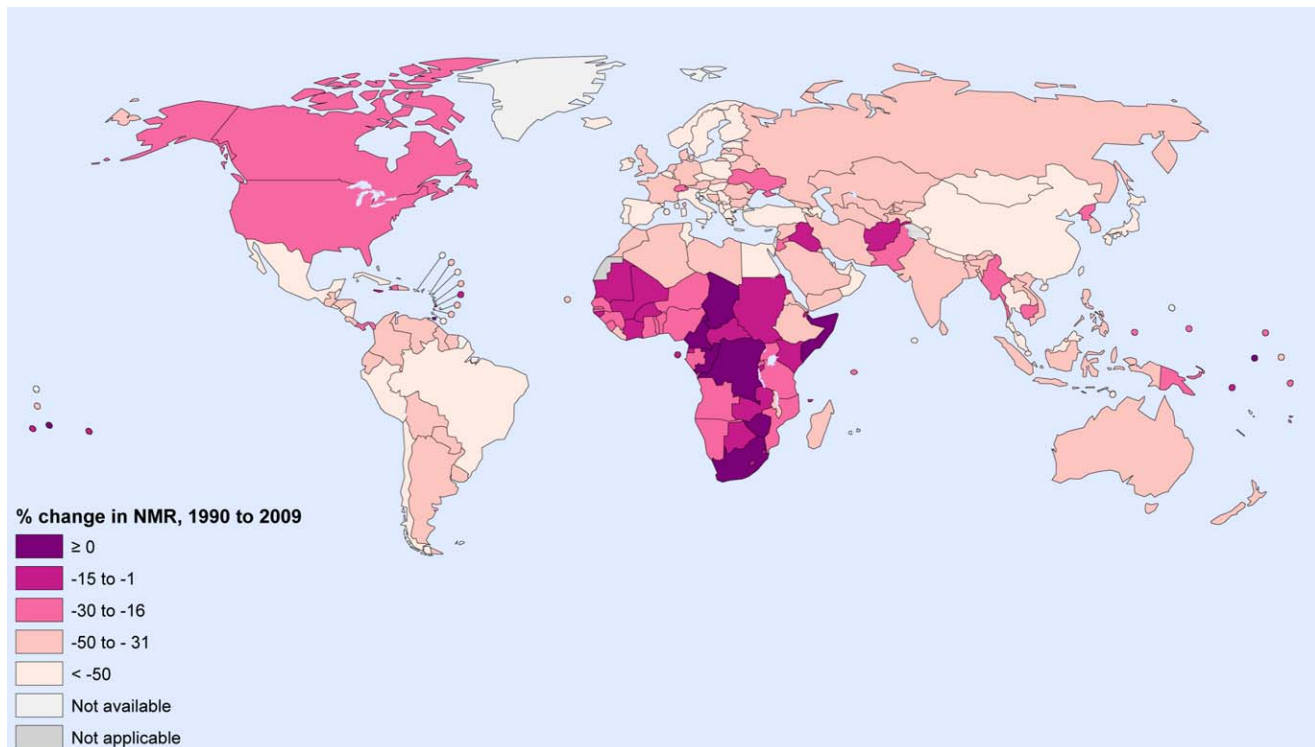 % change in NMR, 1990 to 2009
≥ 0
-15 to -1
-30 to -16
-50 to - 31
< -50
Not available
Not applicable